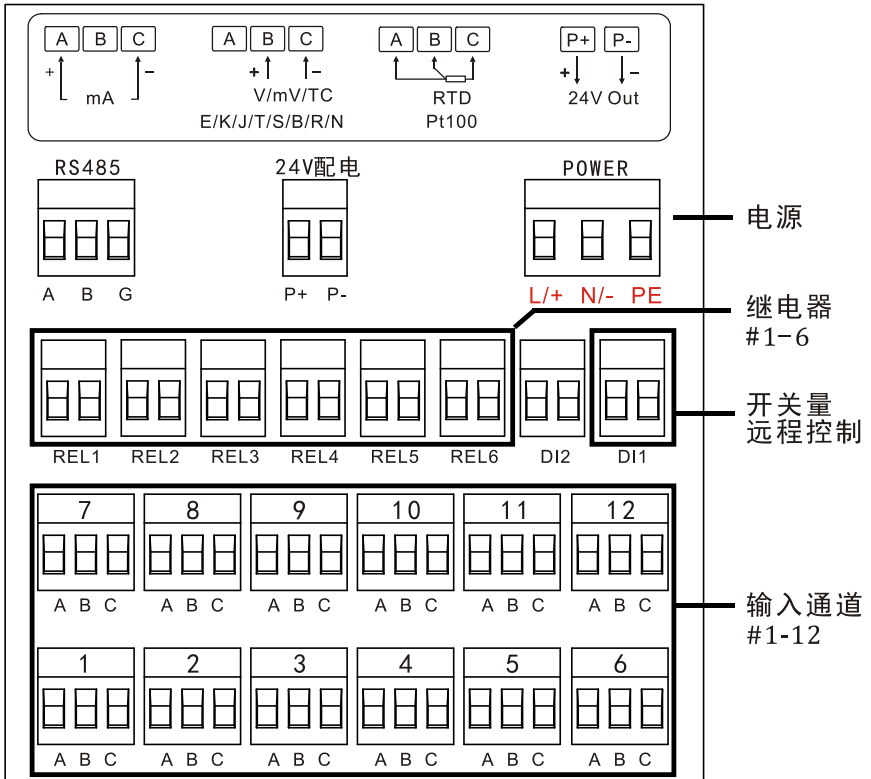 A B C A B C A B C P+ P-
+ - + - + -
mA V/mV/TC RTD 24V Out
E/K/J/T/S/B/R/N Pt100
RS485 24V配电 POWER
电源
A B G P+ P- L/+ N/- PE
继电器
#1-6
开关量
远程控制
REL1 REL2 REL3 REL4 REL5 REL6 DI2 DI1
7 8 9 10 11 12
A B C A B C A B C A B C A B C A B C
输入通道
#1-12
1 2 3 4 5 6
A B C A B C A B C A B C A B C A B C